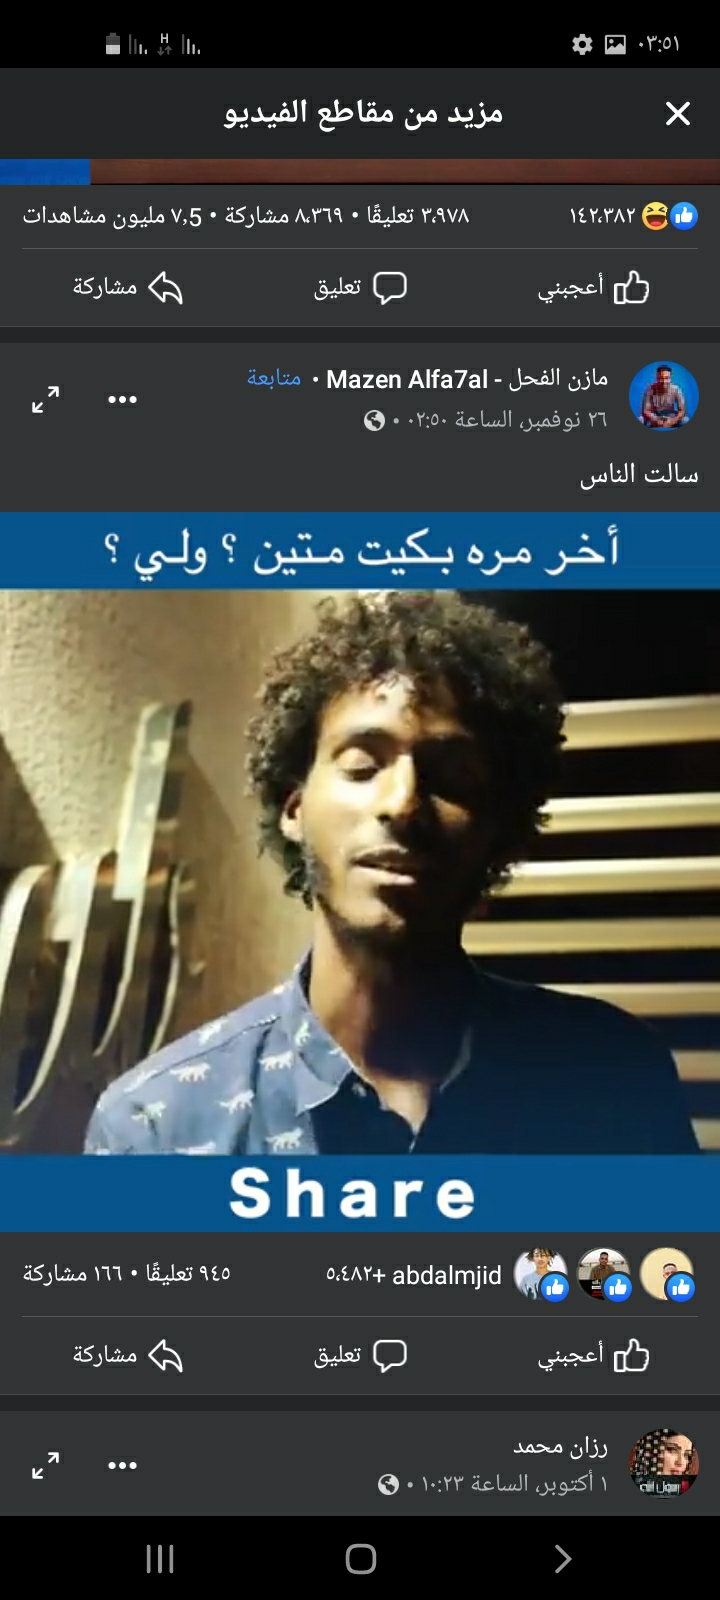 ٠٣:٥١
مزيد من مقاطع الفيديو
١٤٢،٣٨٢
٣،٩٧٨ تعليقًا • ٨،٣٦٩ مشاركة • ٧,5 مليون مشاهدات
أعجبني تعليق مشاركة
مازن الفحل - Mazen Alfa7al • متابعة
٢٦ نوفمبر، الساعة ٠٢:٥٠ •
سالت الناس
أخر مره بكيت متين ؟ ولي ؟
Share
abdalmjid +٥،٤٨٢
٩٤٥ تعليقًا • ١٦٦ مشاركة
أعجبني تعليق مشاركة
رزان محمد
١ أكتوبر، الساعة ١٠:٢٣ •